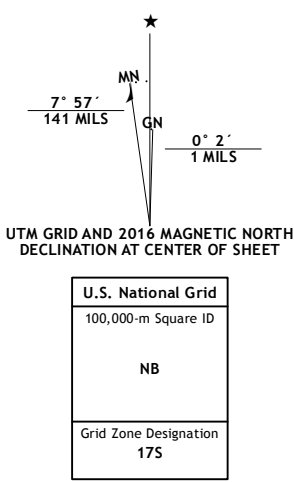 ★
MN
GN
7° 57´
141 MILS
0° 2´
1 MILS
UTM GRID AND 2016 MAGNETIC NORTH
DECLINATION AT CENTER OF SHEET
U.S. National Grid
100,000-m Square ID
NB
Grid Zone Designation
17S